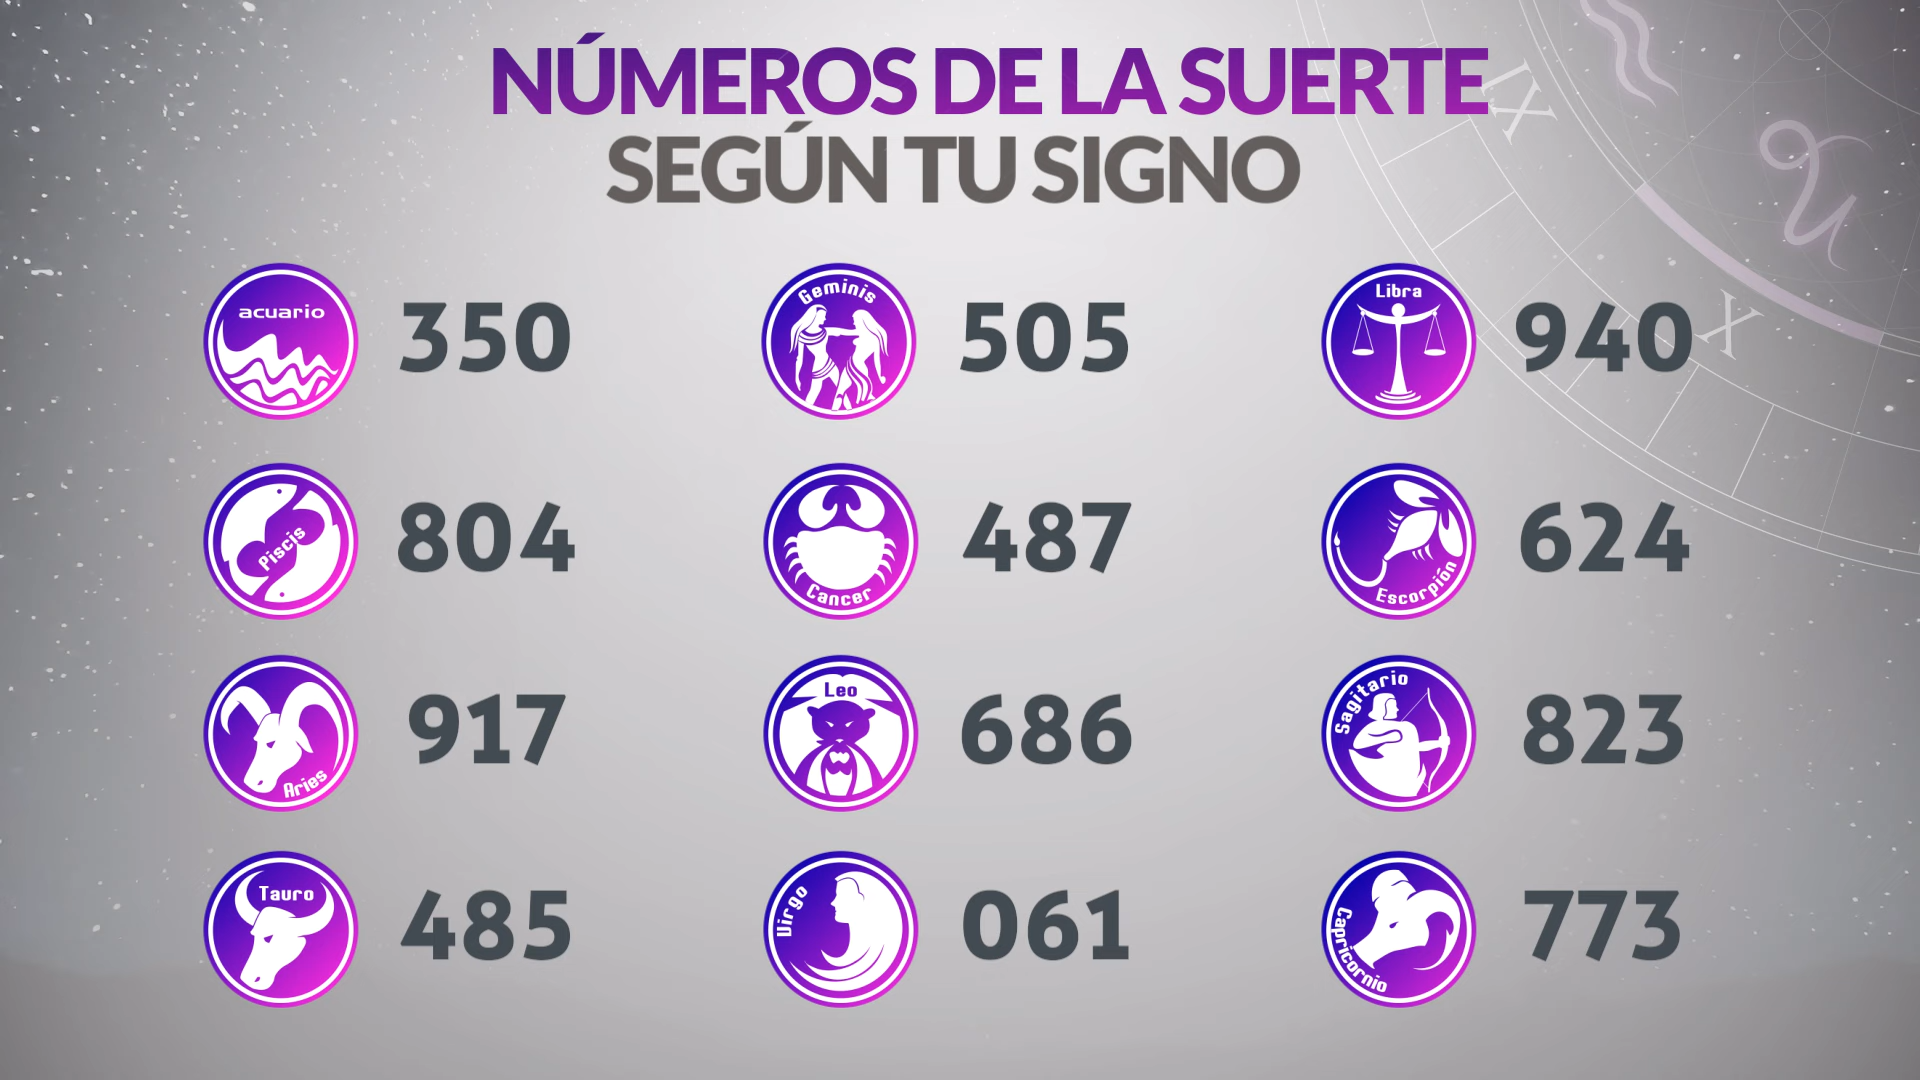 NÚMEROS DE LA SUERTE
SEGÚN TU SIGNO
acuario 350
Geminis 505
Libra 940
Piscis 804
Cancer 487
Escorpión 624
Aries 917
Leo 686
Sagitario 823
Tauro 485
Virgo 061
Capricornio 773
IX
X